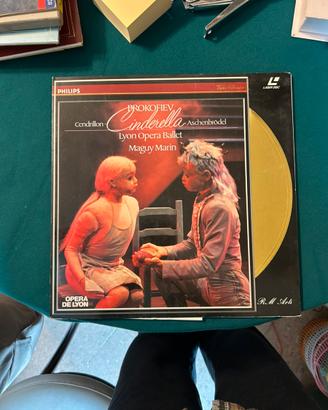 PHILIPS
PROKOFIEV
Cendrillon Cinderella Aschenbrödel
Lyon Opera Ballet
Maguy Marin
LASER DISC
OPERA
DE LYON
R.M. Arts